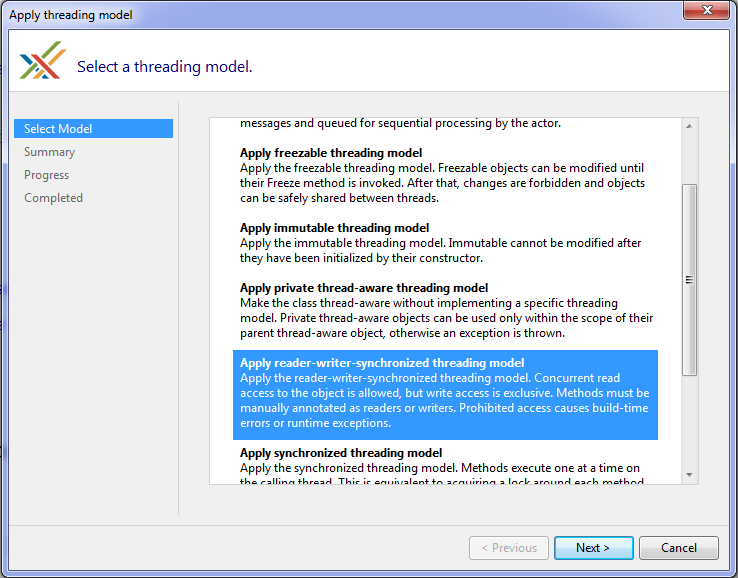 Apply threading model
Select a threading model.
Select Model
Summary
Progress
Completed
messages and queued for sequential processing by the actor.
Apply freezable threading model
Apply the freezable threading model. Freezable objects can be modified until
their Freeze method is invoked. After that, changes are forbidden and objects
can be safely shared between threads.
Apply immutable threading model
Apply the immutable threading model. Immutable cannot be modified after
they have been initialized by their constructor.
Apply private thread-aware threading model
Make the class thread-aware without implementing a specific threading
model. Private thread-aware objects can be used only within the scope of their
parent thread-aware object, otherwise an exception is thrown.
Apply reader-writer-synchronized threading model
Apply the reader-writer-synchronized threading model. Concurrent read
access to the object is allowed, but write access is exclusive. Methods must be
manually annotated as readers or writers. Prohibited access causes build-time
errors or runtime exceptions.
Apply synchronized threading model
Apply the synchronized threading model. Methods execute one at a time on
the calling thread. This is equivalent to acquiring a lock around each method
< Previous
Next >
Cancel